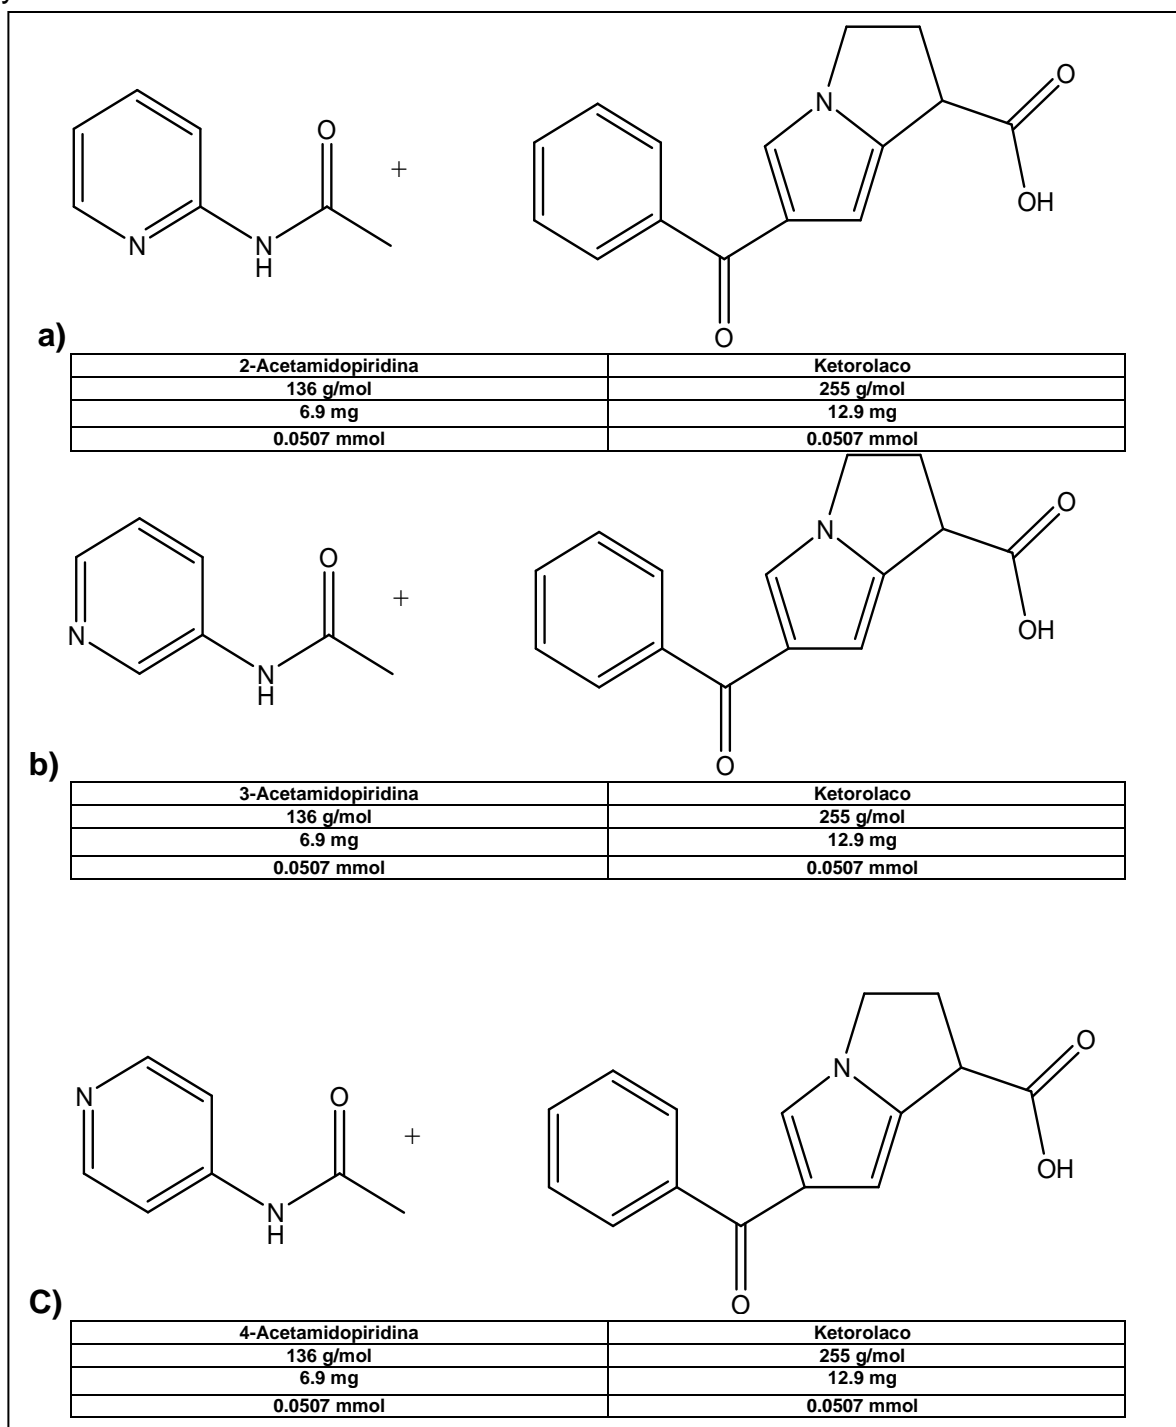 N
N
H
O
+
N
O
OH
O
a)
2-Acetamidopiridina Ketorolaco
136 g/mol 255 g/mol
6.9 mg 12.9 mg
0.0507 mmol 0.0507 mmol
N
N
H
O
+
N
O
OH
O
b)
3-Acetamidopiridina Ketorolaco
136 g/mol 255 g/mol
6.9 mg 12.9 mg
0.0507 mmol 0.0507 mmol
N
N
H
O
+
N
O
OH
O
C)
4-Acetamidopiridina Ketorolaco
136 g/mol 255 g/mol
6.9 mg 12.9 mg
0.0507 mmol 0.0507 mmol